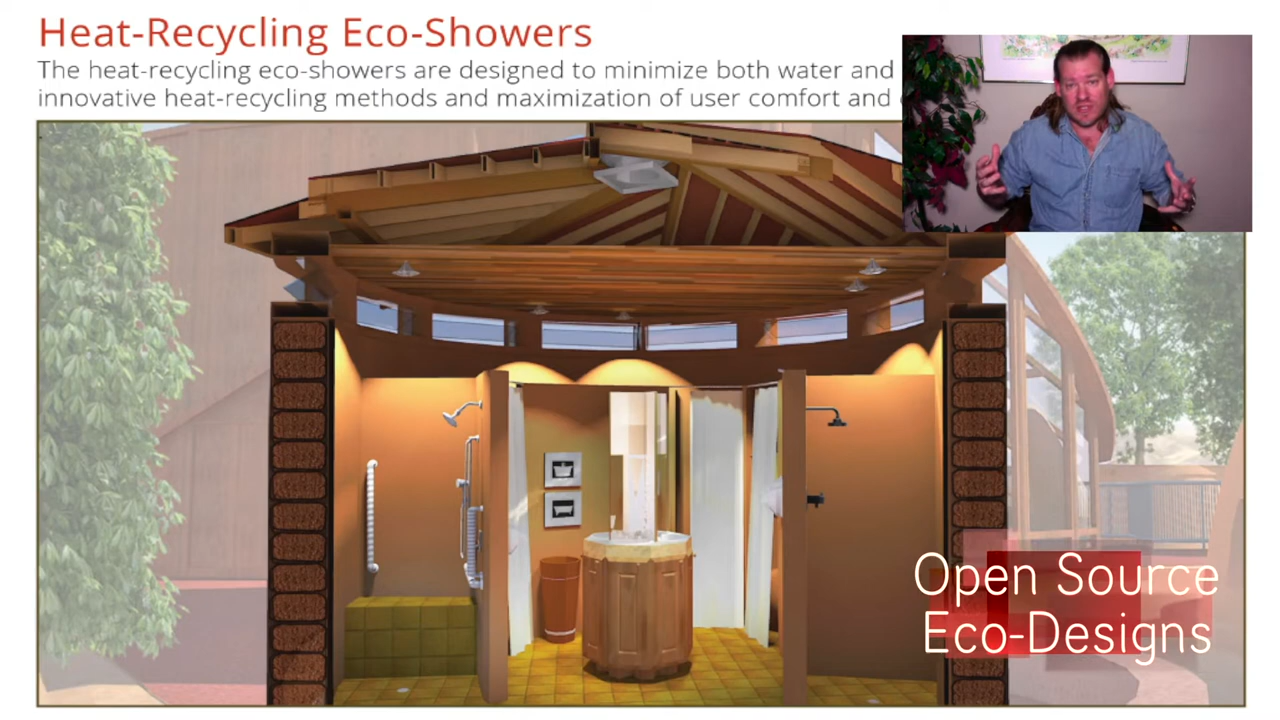 Heat-Recycling Eco-Showers
The heat-recycling eco-showers are designed to minimize both water and
innovative heat-recycling methods and maximization of user comfort and
Open Source
Eco-Designs